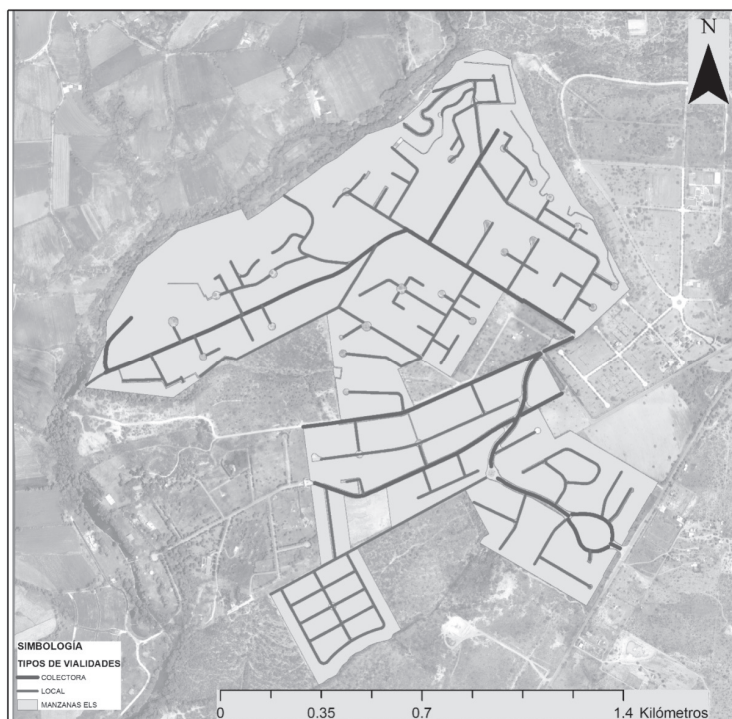 N
SIMBOLOGÍA
TIPOS DE VIALIDADES
COLECTORA
LOCAL
MANZANAS ELS
0 0.35 0.7 1.4 Kilómetros